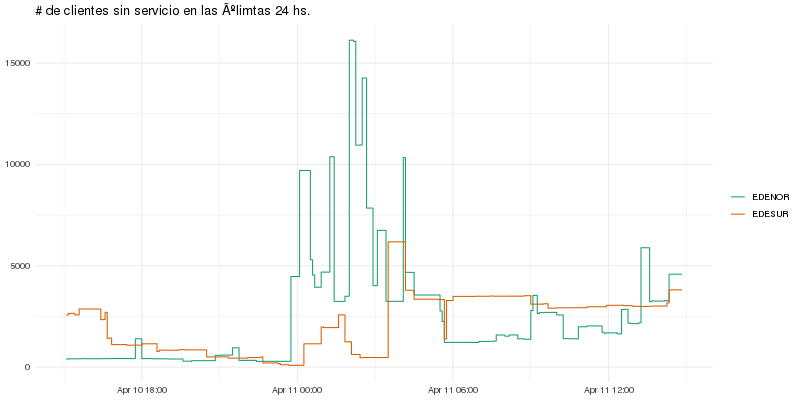 # de clientes sin servicio en las Ãºlimtas 24 hs.
15000
10000
5000
0
Apr 10 18:00
Apr 11 00:00
Apr 11 06:00
Apr 11 12:00
EDENOR
EDESUR